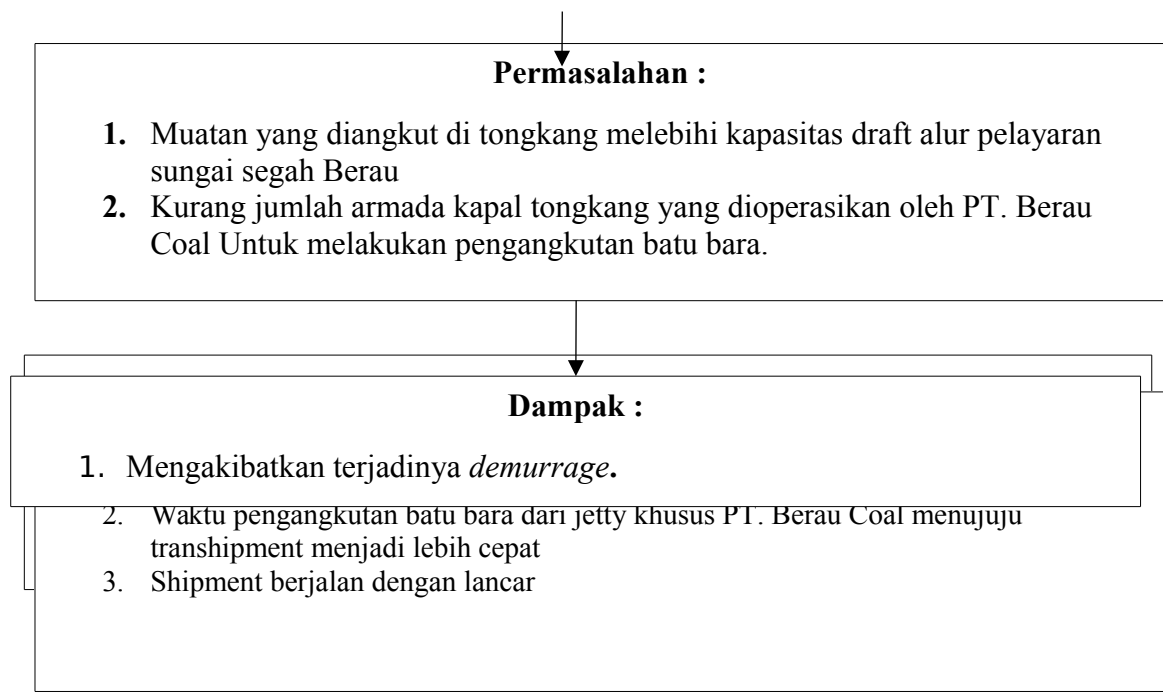 Permasalahan :
1. Muatan yang diangkut di tongkang melebihi kapasitas draft alur pelayaran
sungai segah Berau
2. Kurang jumlah armada kapal tongkang yang dioperasikan oleh PT. Berau
Coal Untuk melakukan pengangkutan batu bara.
Dampak :
1. Mengakibatkan terjadinya demurrage.
2. Waktu pengangkutan batu bara dari jetty khusus PT. Berau Coal menujuju
transhipment menjadi lebih cepat
3. Shipment berjalan dengan lancar